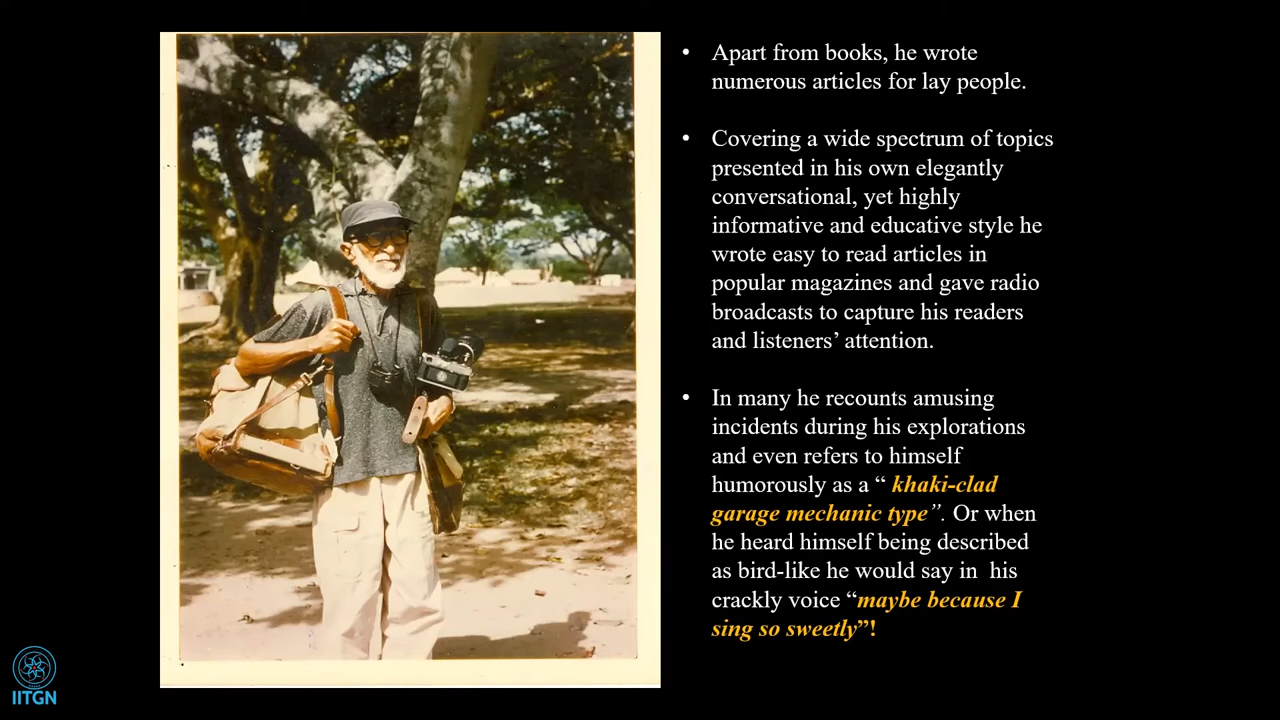 • Apart from books, he wrote
numerous articles for lay people.
• Covering a wide spectrum of topics
presented in his own elegantly
conversational, yet highly
informative and educative style he
wrote easy to read articles in
popular magazines and gave radio
broadcasts to capture his readers
and listeners’ attention.
• In many he recounts amusing
incidents during his explorations
and even refers to himself
humorously as a “ khaki-clad
garage mechanic type”. Or when
he heard himself being described
as bird-like he would say in his
crackly voice “maybe because I
sing so sweetly”!
IITGN